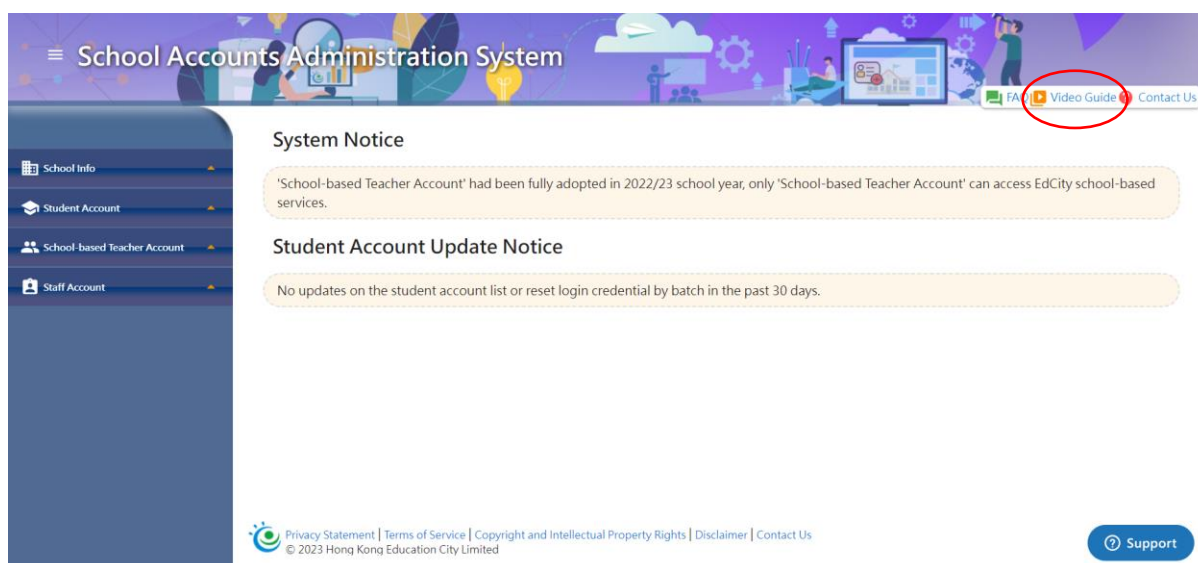 School Accounts Administration System
FAQ Video Guide Contact Us
System Notice
School Info
'School-based Teacher Account' had been fully adopted in 2022/23 school year, only 'School-based Teacher Account' can access EdCity school-based
services.
Student Account
School-based Teacher Account
Student Account Update Notice
Staff Account
No updates on the student account list or reset login credential by batch in the past 30 days.
Privacy Statement | Terms of Service | Copyright and Intellectual Property Rights | Disclaimer | Contact Us
© 2023 Hong Kong Education City Limited
Support